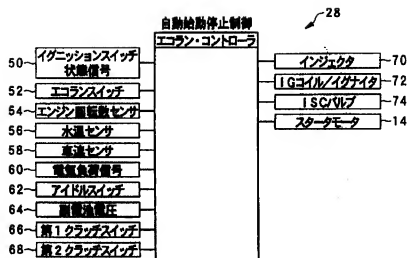 自動始動停止制御
28
エコラン・コントローラ
50 イグニッションスイッチ状態信号
52 エコランスイッチ
54 エンジン回転数センサ
56 水温センサ
58 車速センサ
60 電気負荷信号
62 アイドルスイッチ
64 蓄電池電圧
66 第1クラッチスイッチ
68 第2クラッチスイッチ
インジェクタ 70
IGコイル/イグナイタ 72
ISCバルブ 74
スタータモータ 14